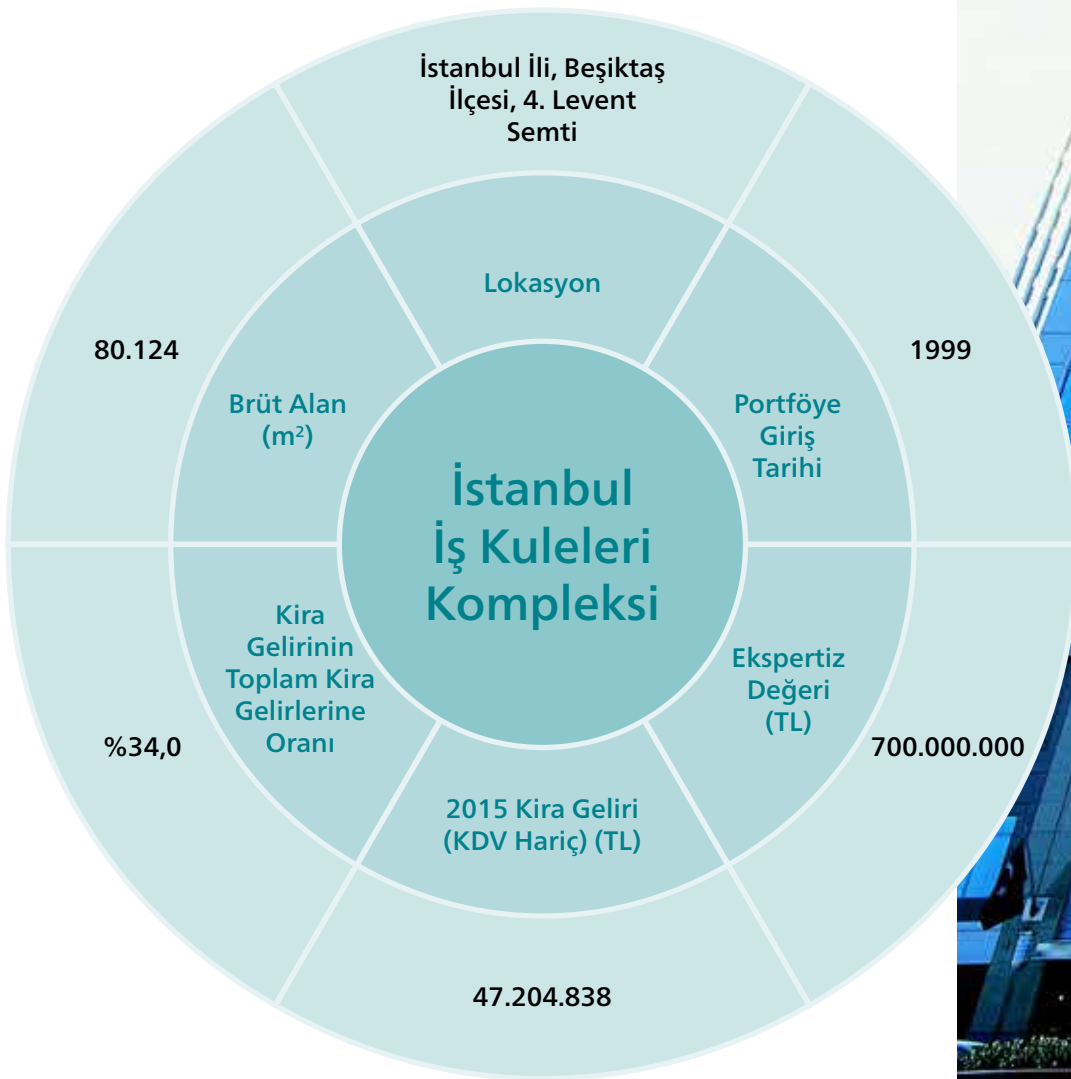 İstanbul İli, Beşiktaş
İlçesi, 4. Levent
Semti
Lokasyon
80.124
Brüt Alan
(m²)
1999
Portföye
Giriş
Tarihi
İstanbul
İş Kuleleri
Kompleksi
Kira
Gelirinin
Toplam Kira
Gelirlerine
Oranı
%34,0
Ekspertiz
Değeri
(TL)
700.000.000
2015 Kira Geliri
(KDV Hariç) (TL)
47.204.838